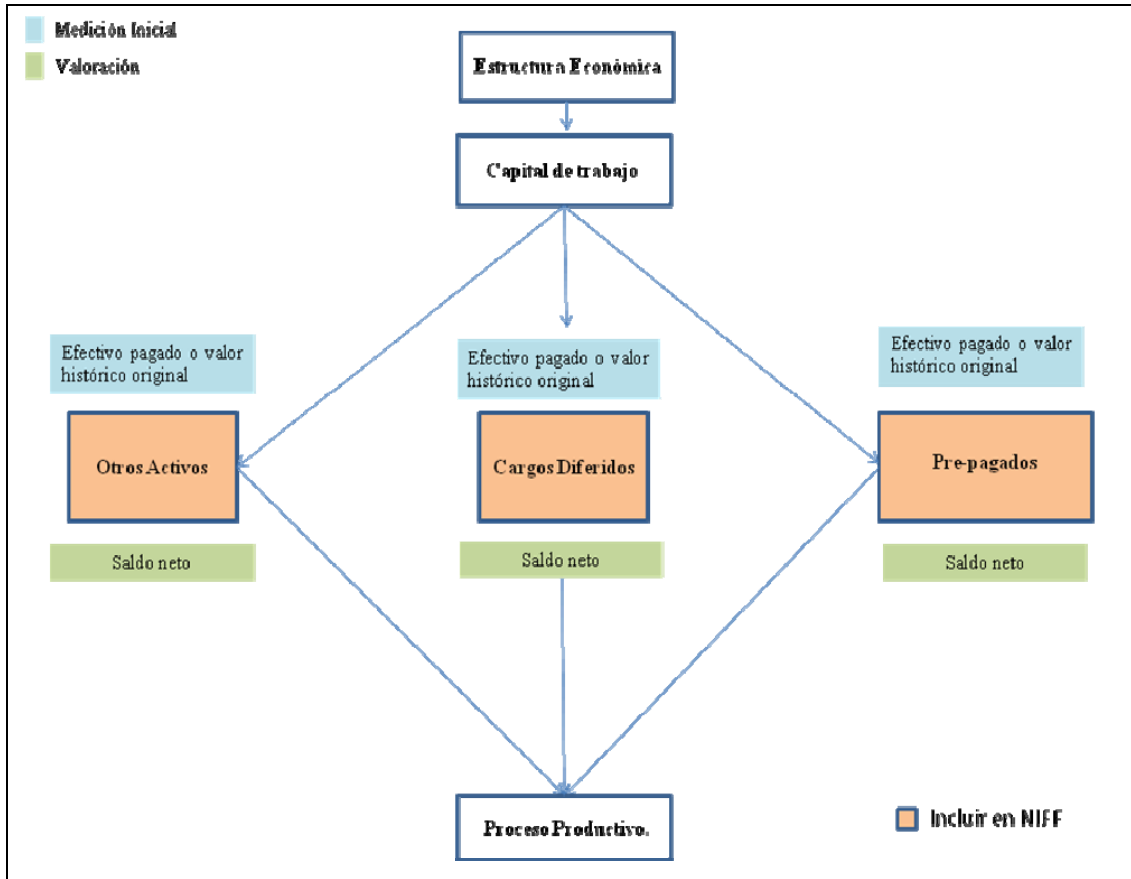 Medición Inicial
Valoración
Estructura Económica
Capital de trabajo
Efectivo pagado o valor
histórico original
Efectivo pagado o valor
histórico original
Efectivo pagado o valor
histórico original
Otros Activos
Cargos Diferidos
Pre-pagados
Saldo neto
Saldo neto
Saldo neto
Proceso Productivo.
Incluir en NIFF